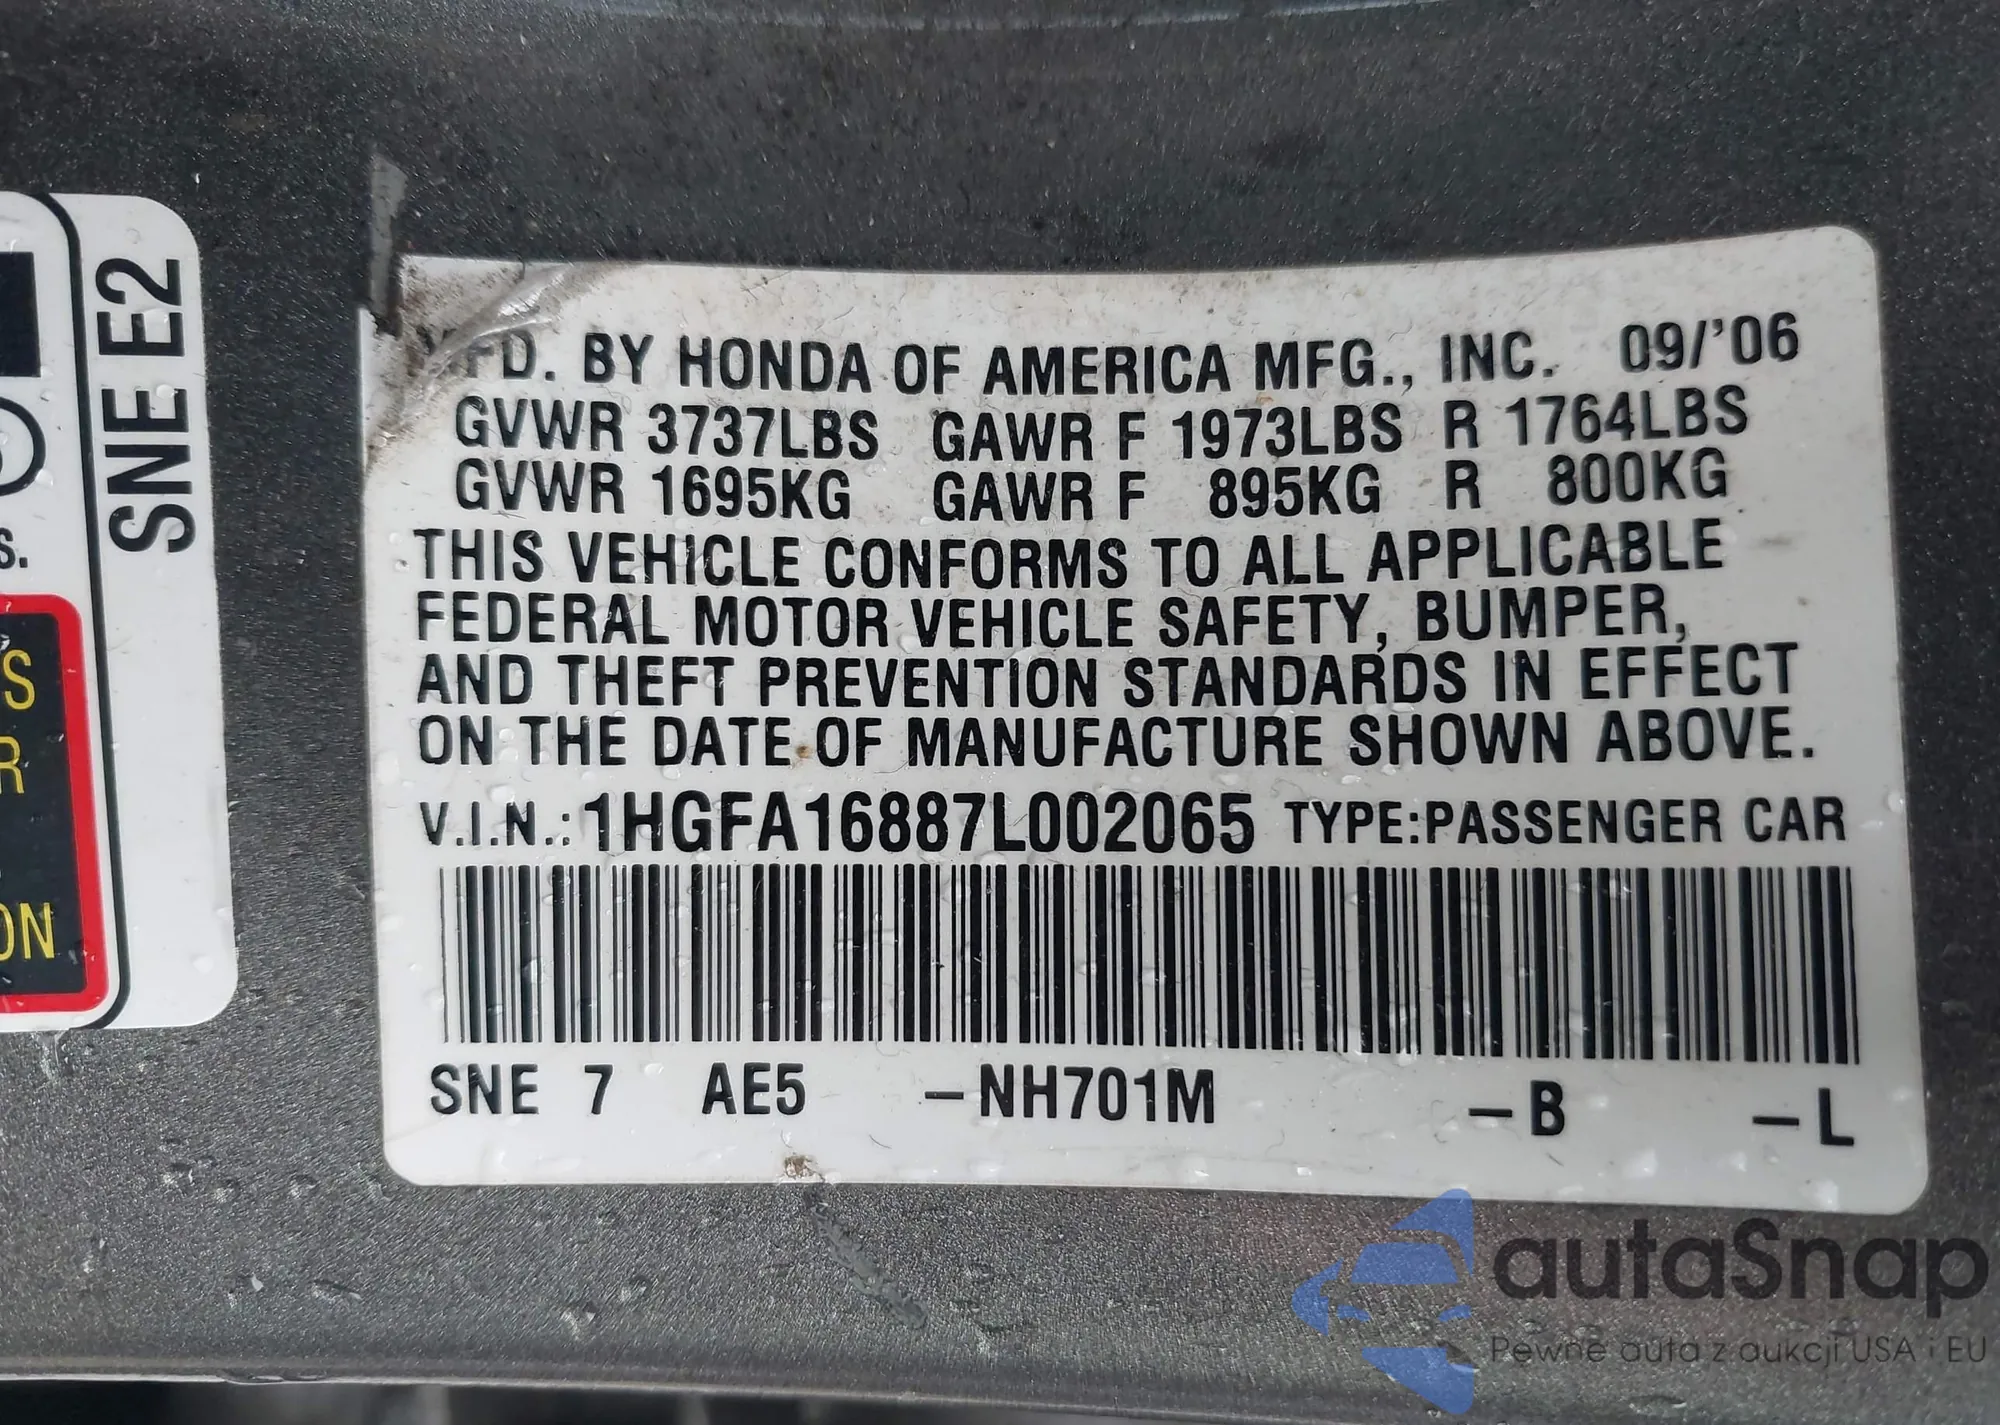 SNE E2
S.
S
R
ON
MFD. BY HONDA OF AMERICA MFG., INC. 09/'06
GVWR 3737LBS GAWR F 1973LBS R 1764LBS
GVWR 1695KG GAWR F 895KG R 800KG
THIS VEHICLE CONFORMS TO ALL APPLICABLE
FEDERAL MOTOR VEHICLE SAFETY, BUMPER,
AND THEFT PREVENTION STANDARDS IN EFFECT
ON THE DATE OF MANUFACTURE SHOWN ABOVE.
V.I.N.: 1HGFA16887L002065 TYPE:PASSENGER CAR
SNE 7 AE5 –NH701M –B –L
autaSnap
Pewne auta z aukcji USA i EU